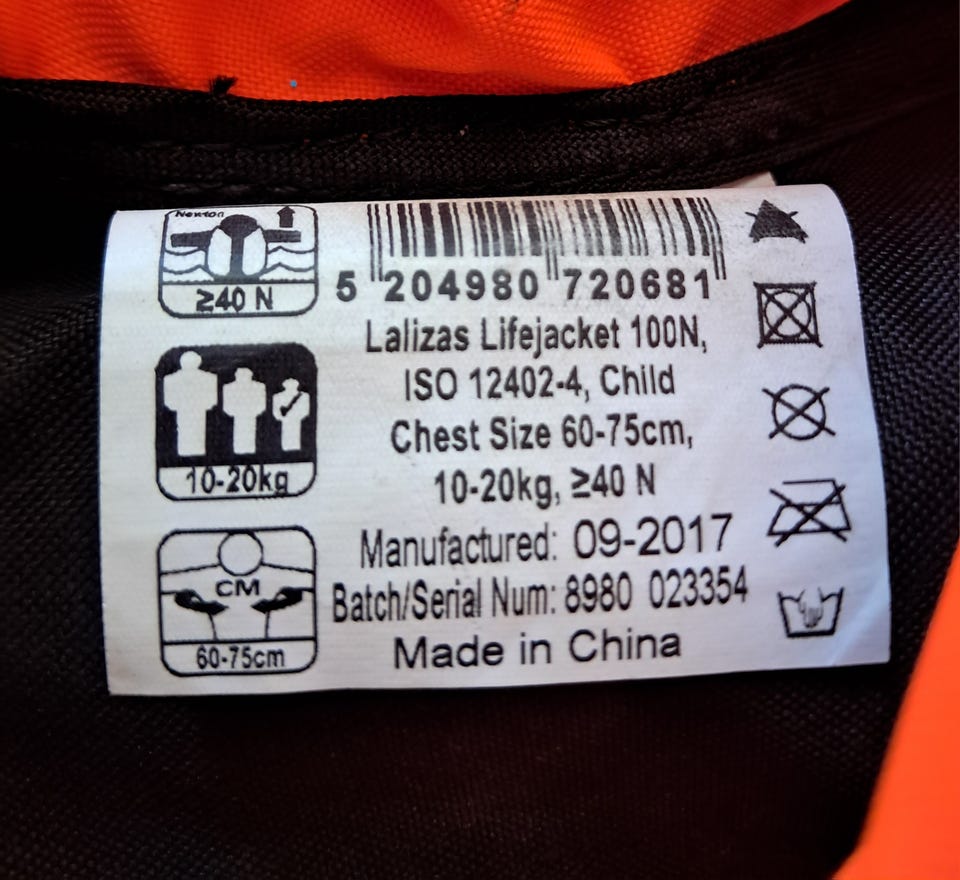 Newton
≥40 N
10-20kg
CM
60-75cm
5 204980 720681
Lalizas Lifejacket 100N,
ISO 12402-4, Child
Chest Size 60-75cm,
10-20kg, ≥40 N
Manufactured: 09-2017
Batch/Serial Num: 8980 023354
Made in China